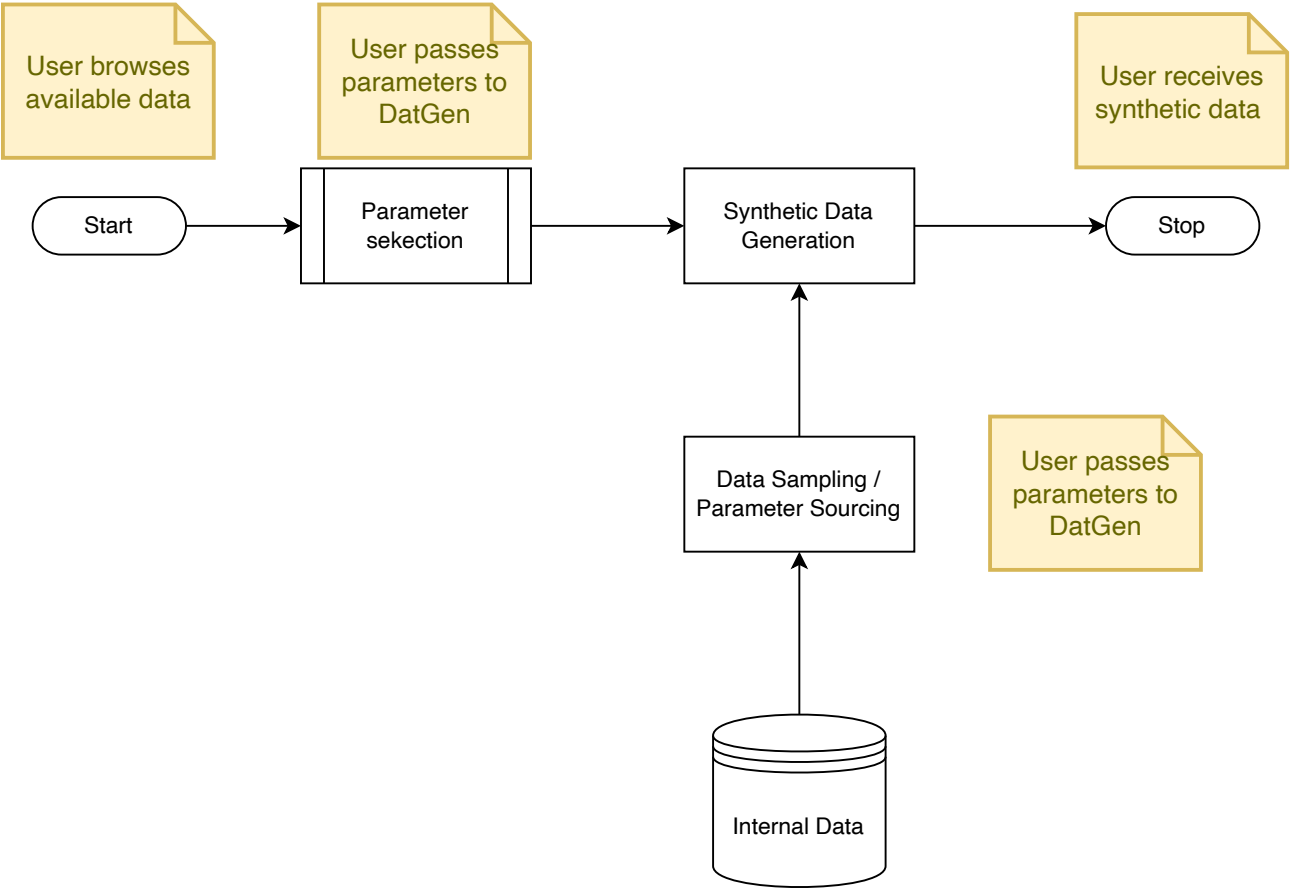 User browses
available data
User passes
parameters to
DatGen
User receives
synthetic data
Start
Parameter
sekection
Synthetic Data
Generation
Stop
Data Sampling /
Parameter Sourcing
User passes
parameters to
DatGen
Internal Data